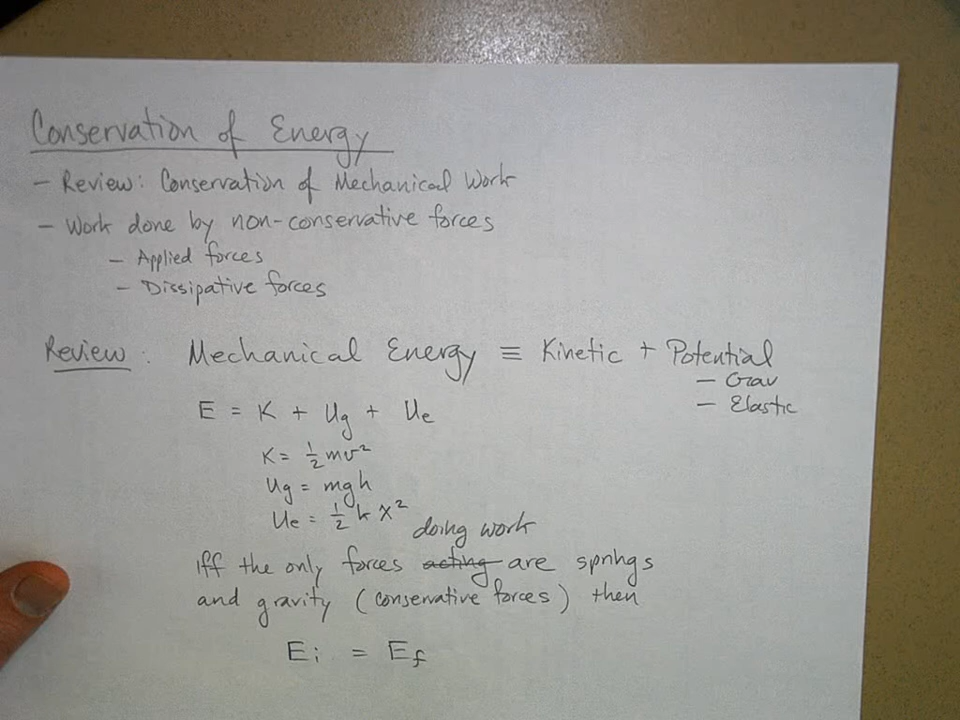 Conservation of Energy
- Review: Conservation of Mechanical Work
- Work done by non-conservative forces
- Applied forces
- Dissipative forces
Review: Mechanical Energy ≡ Kinetic + Potential
- Grav
- Elastic
E = K + Ug + Ue
K = ½mv²
Ug = mgh
Ue = ½kx²
doing work
iff the only forces acting are springs
and gravity (conservative forces) then
Ei = Ef